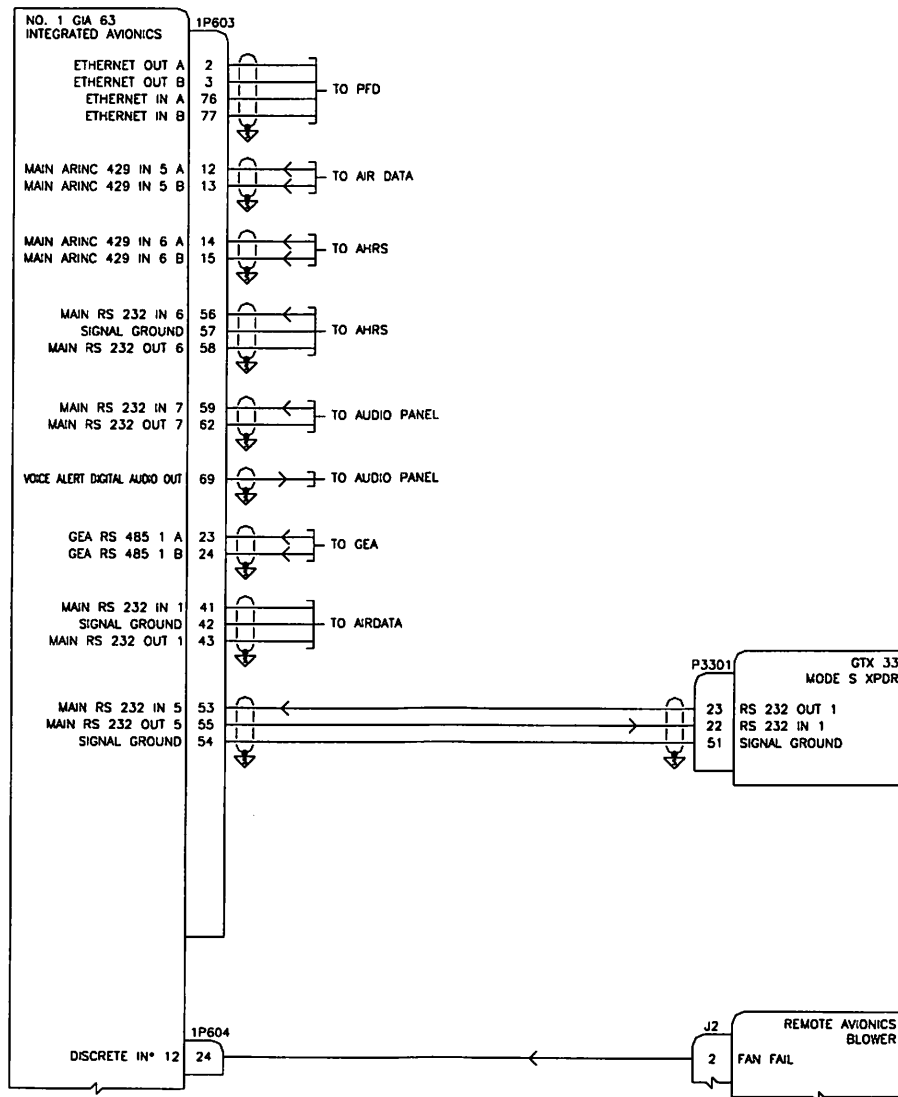 NO. 1 GIA 63
INTEGRATED AVIONICS
1P603
ETHERNET OUT A 2
ETHERNET OUT B 3
ETHERNET IN A 76
ETHERNET IN B 77
TO PFD
MAIN ARINC 429 IN 5 A 12
MAIN ARINC 429 IN 5 B 13
TO AIR DATA
MAIN ARINC 429 IN 6 A 14
MAIN ARINC 429 IN 6 B 15
TO AHRS
MAIN RS 232 IN 6 56
SIGNAL GROUND 57
MAIN RS 232 OUT 6 58
TO AHRS
MAIN RS 232 IN 7 59
MAIN RS 232 OUT 7 62
TO AUDIO PANEL
VOICE ALERT DIGITAL AUDIO OUT 69
TO AUDIO PANEL
GEA RS 485 1 A 23
GEA RS 485 1 B 24
TO GEA
MAIN RS 232 IN 1 41
SIGNAL GROUND 42
MAIN RS 232 OUT 1 43
TO AIRDATA
MAIN RS 232 IN 5 53
MAIN RS 232 OUT 5 55
SIGNAL GROUND 54
P3301
GTX 33
MODE S XPDR
23 RS 232 OUT 1
22 RS 232 IN 1
51 SIGNAL GROUND
1P604
DISCRETE IN* 12 24
J2
REMOTE AVIONICS
BLOWER
2 FAN FAIL